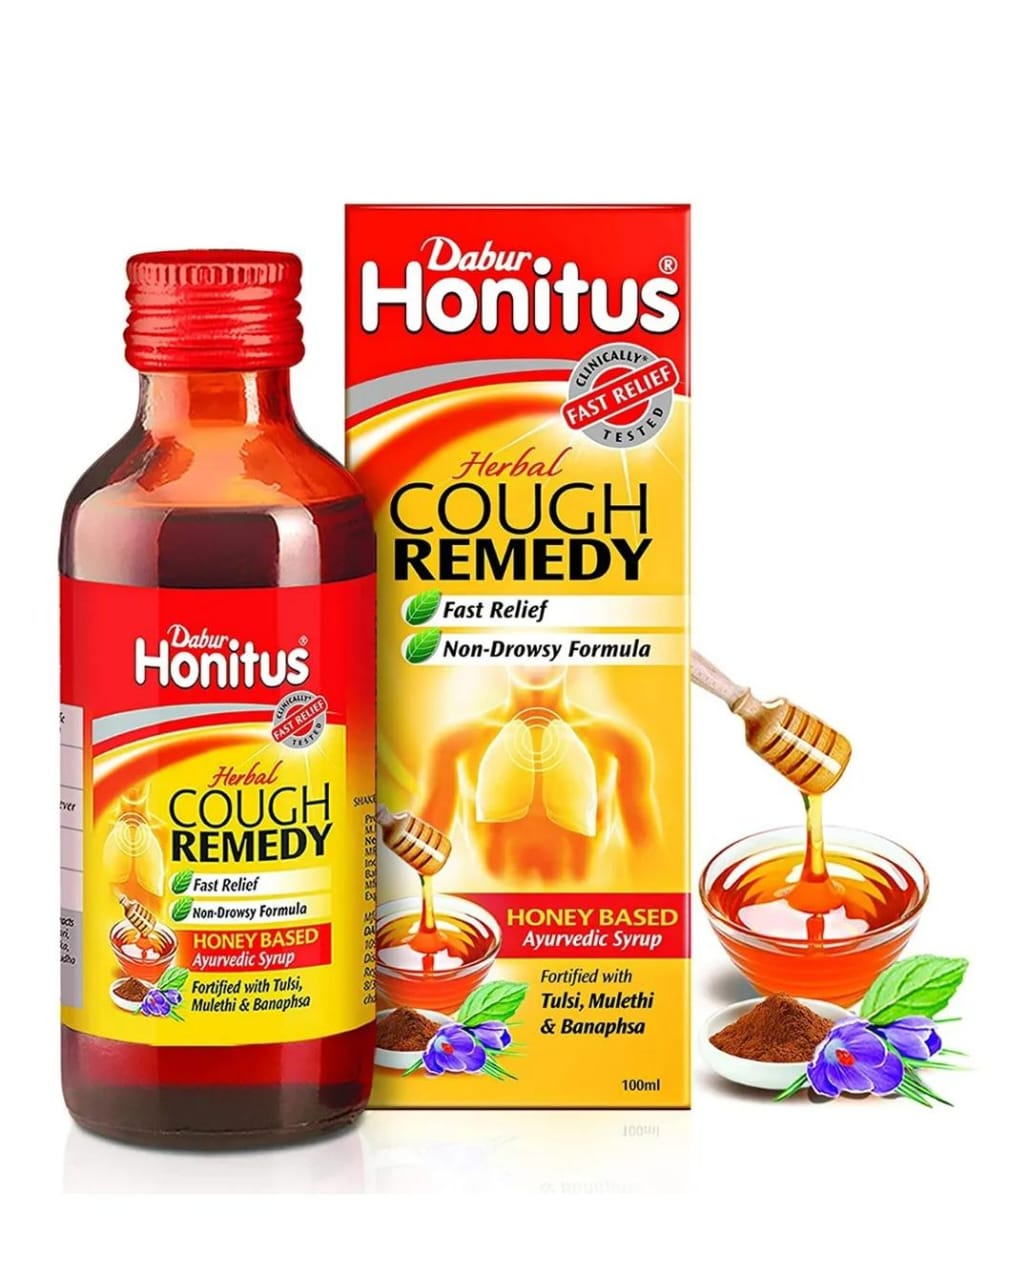 Dabur
Honitus®
CLINICALLY*
FAST RELIEF
TESTED
Herbal
COUGH
REMEDY
Fast Relief
Non-Drowsy Formula
HONEY BASED
Ayurvedic Syrup
Fortified with
Tulsi, Mulethi
& Banaphsa
100ml
Dabur
Honitus®
CLINICALLY*
FAST RELIEF
TESTED
Herbal
COUGH
REMEDY
Fast Relief
Non-Drowsy Formula
HONEY BASED
Ayurvedic Syrup
Fortified with Tulsi,
Mulethi & Banaphsa
SHAKE